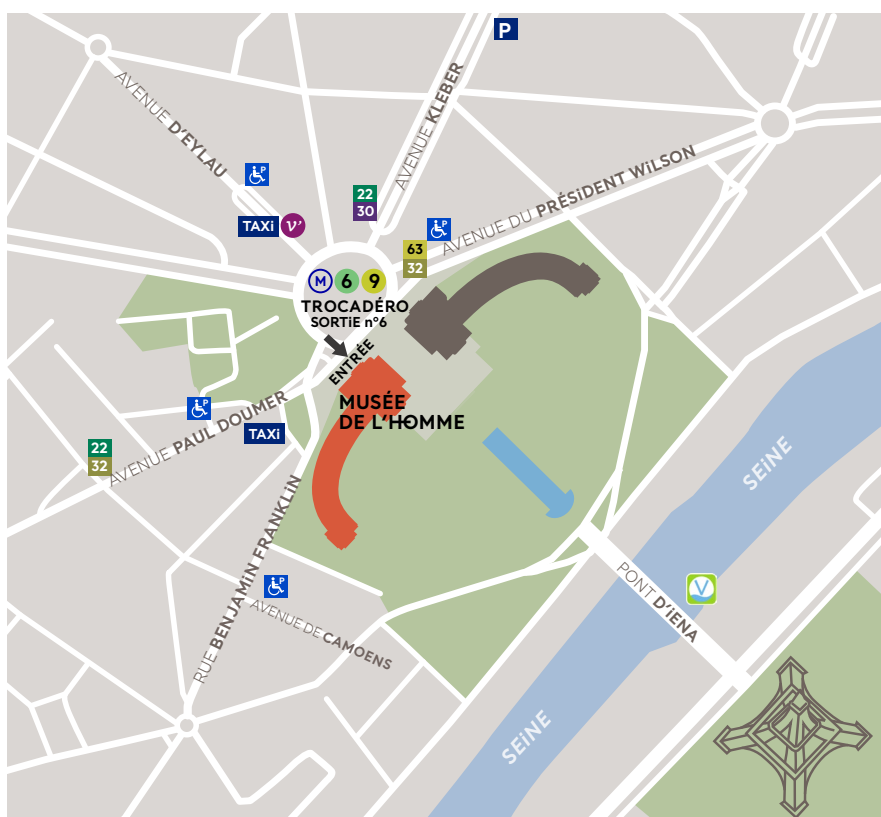 P
AVENUE D'EYLAU
AVENUE KLEBER
AVENUE DU PRÉSiDENT WiLSON
P
22
30
TAXi
V'
P
63
32
M 6 9
TROCADÉRO
SORTiE n°6
ENTRÉE
MUSÉE
DE L'HOMME
P
AVENUE PAUL DOUMER
TAXi
22
32
SEiNE
RUE BENJAMiN FRANKLiN
P
AVENUE DE CAMOENS
PONT D'iENA
V
SEiNE